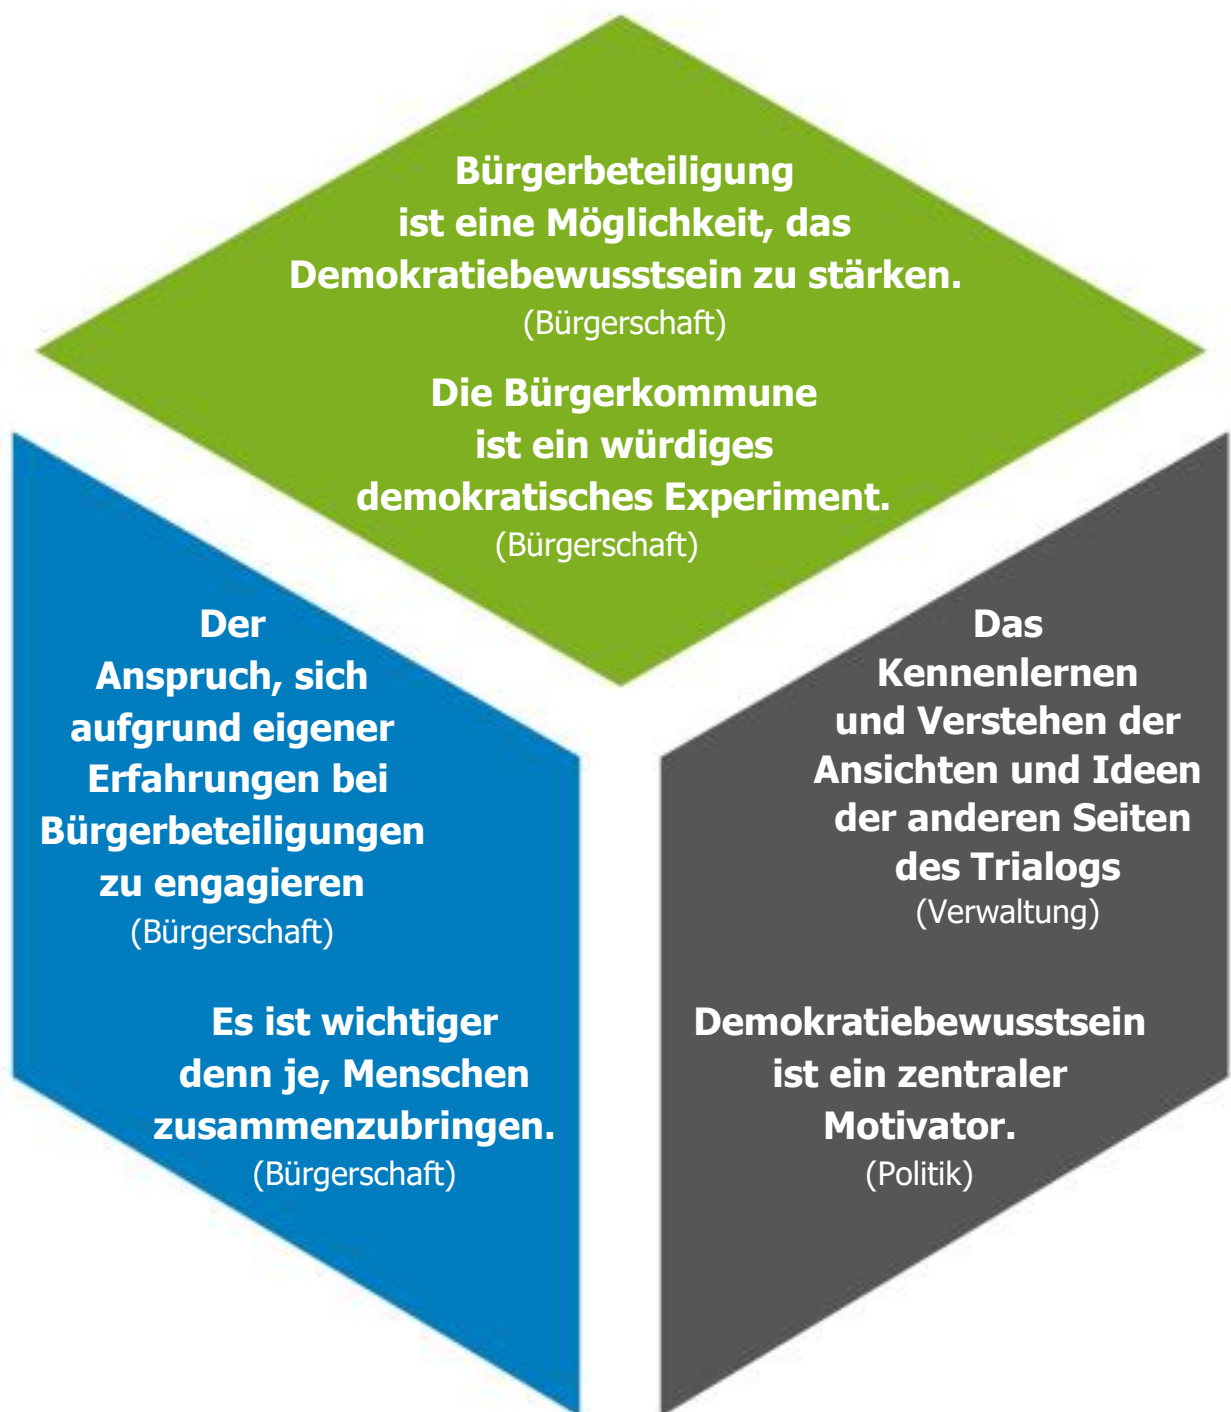 Bürgerbeteiligung
ist eine Möglichkeit, das
Demokratiebewusstsein zu stärken.
(Bürgerschaft)
Die Bürgerkommune
ist ein würdiges
demokratisches Experiment.
(Bürgerschaft)
Der
Anspruch, sich
aufgrund eigener
Erfahrungen bei
Bürgerbeteiligungen
zu engagieren
(Bürgerschaft)
Es ist wichtiger
denn je, Menschen
zusammenzubringen.
(Bürgerschaft)
Das
Kennenlernen
und Verstehen der
Ansichten und Ideen
der anderen Seiten
des Trialogs
(Verwaltung)
Demokratiebewusstsein
ist ein zentraler
Motivator.
(Politik)